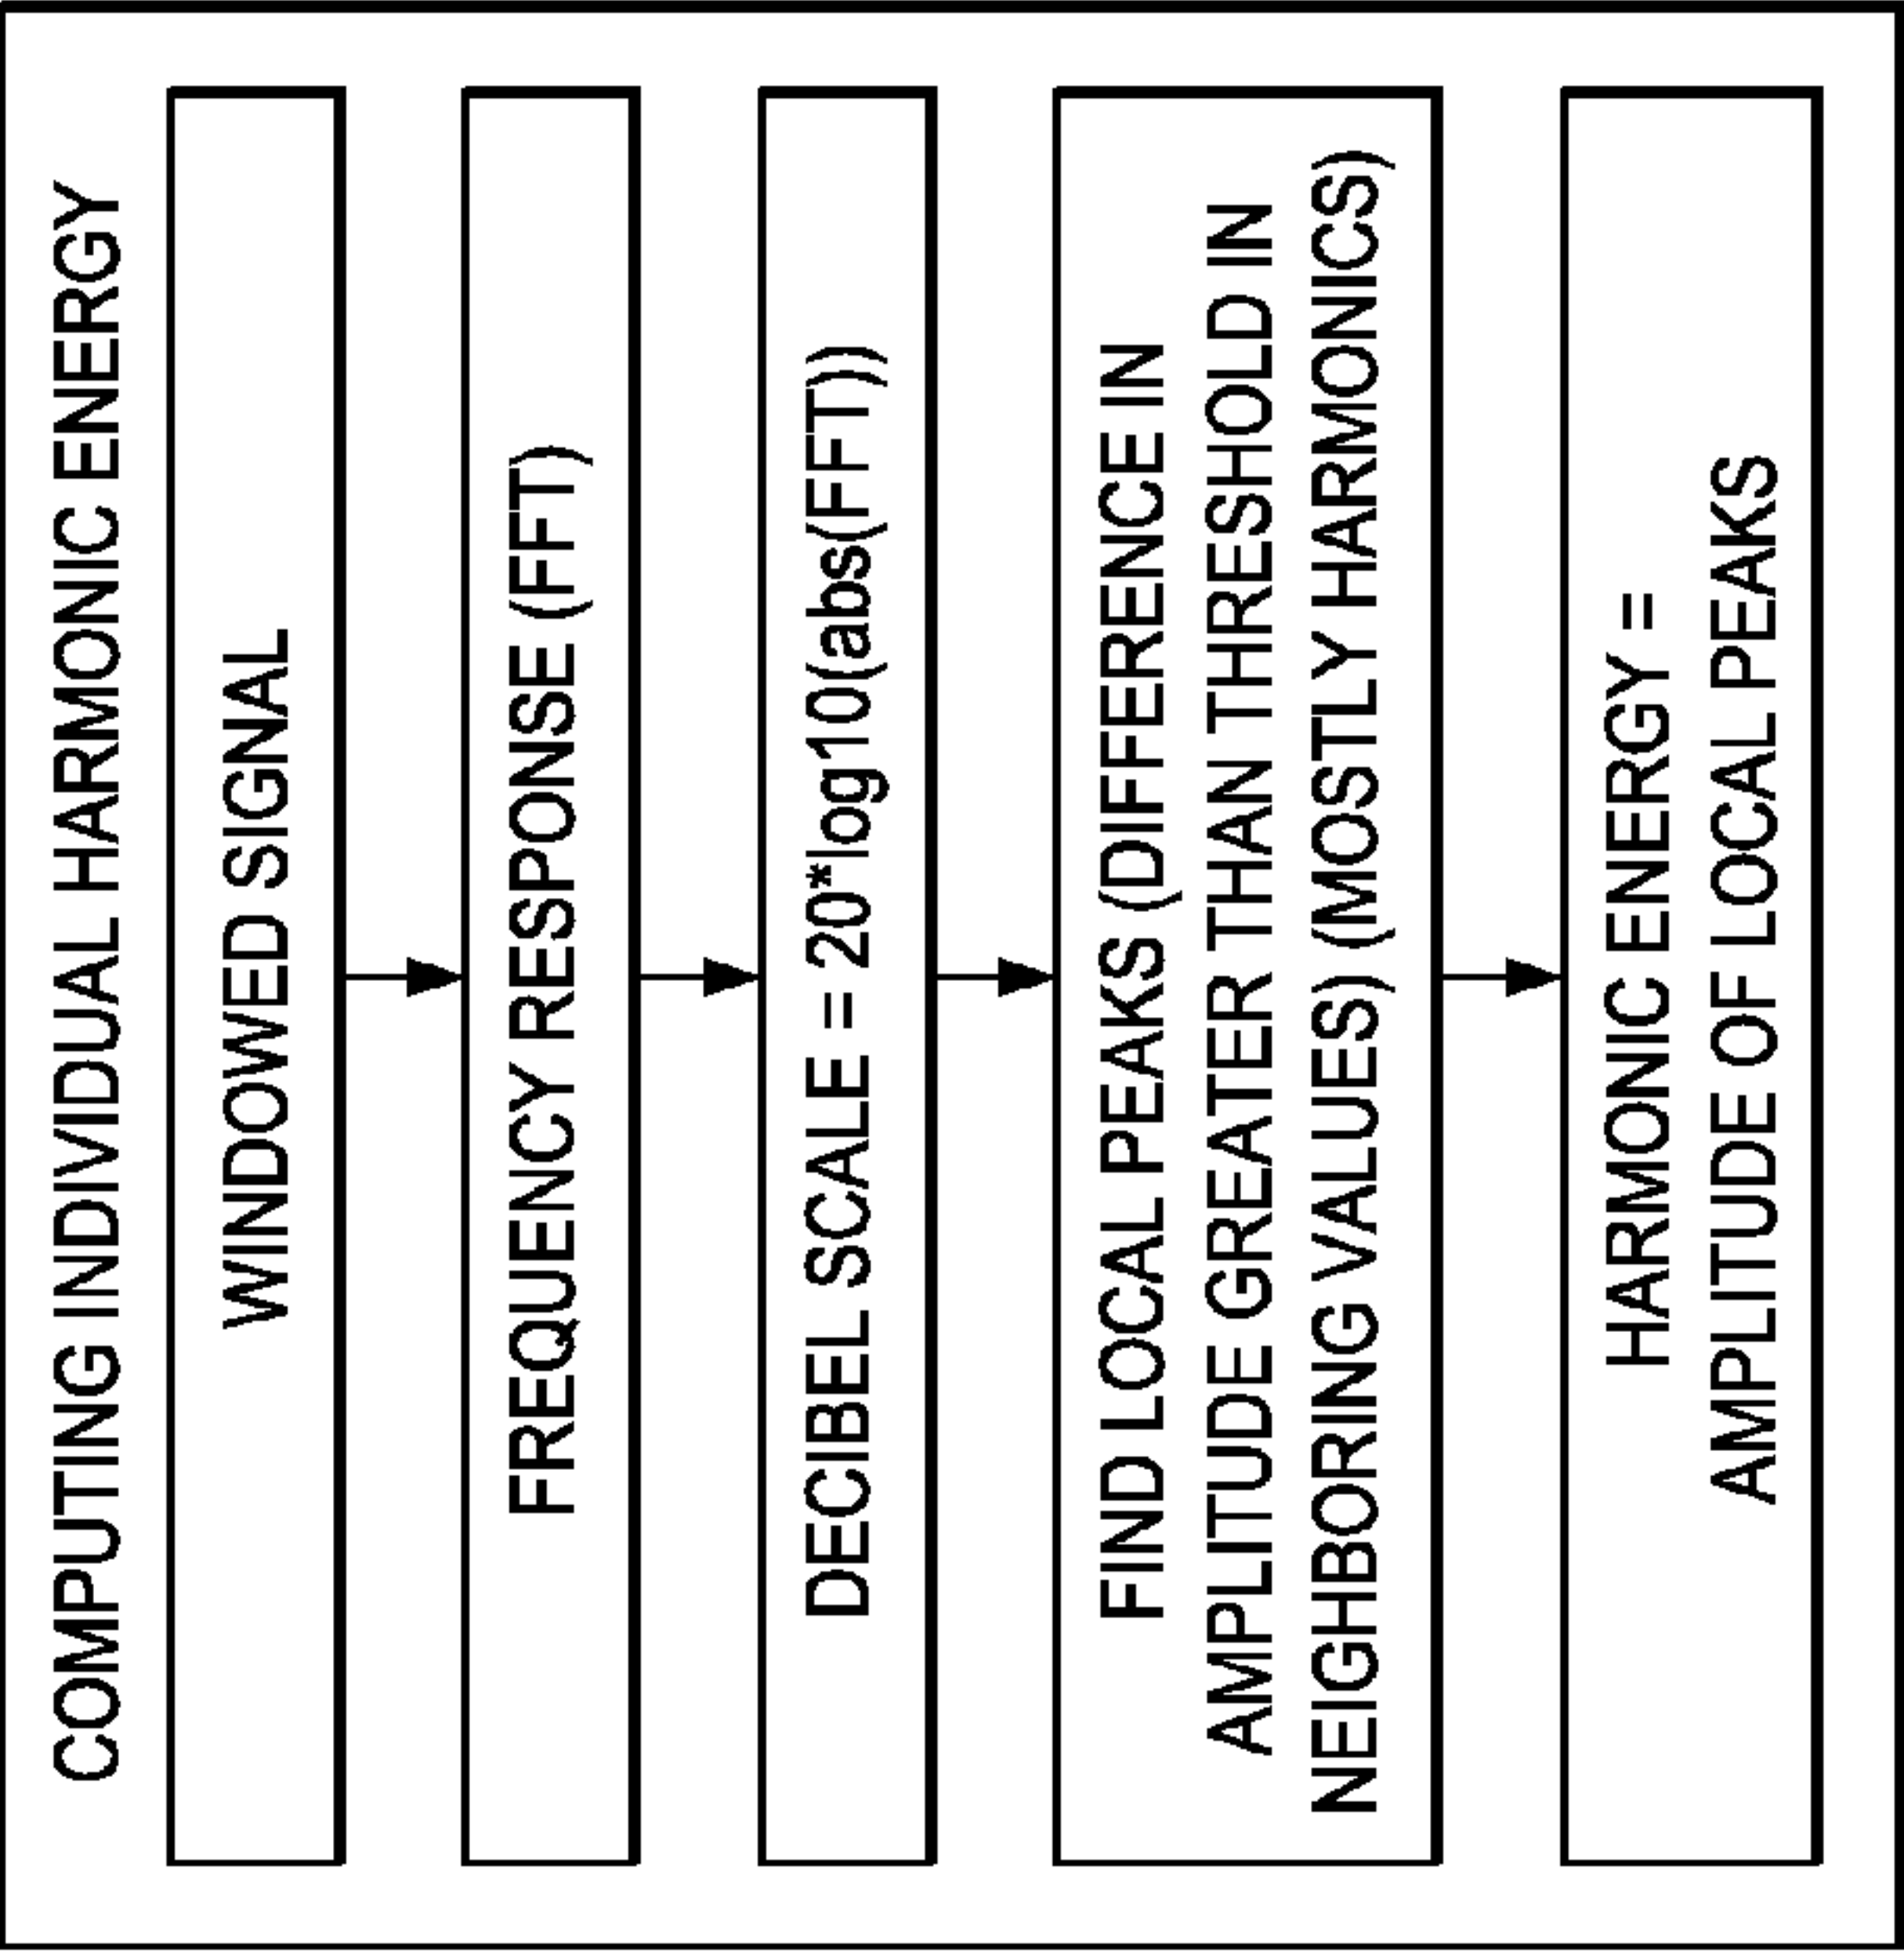 COMPUTING INDIVIDUAL HARMONIC ENERGY
WINDOWED SIGNAL
FREQUENCY RESPONSE (FFT)
DECIBEL SCALE = 20*log10(abs(FFT))
FIND LOCAL PEAKS (DIFFERENCE IN
AMPLITUDE GREATER THAN THRESHOLD IN
NEIGHBORING VALUES) (MOSTLY HARMONICS)
HARMONIC ENERGY =
AMPLITUDE OF LOCAL PEAKS